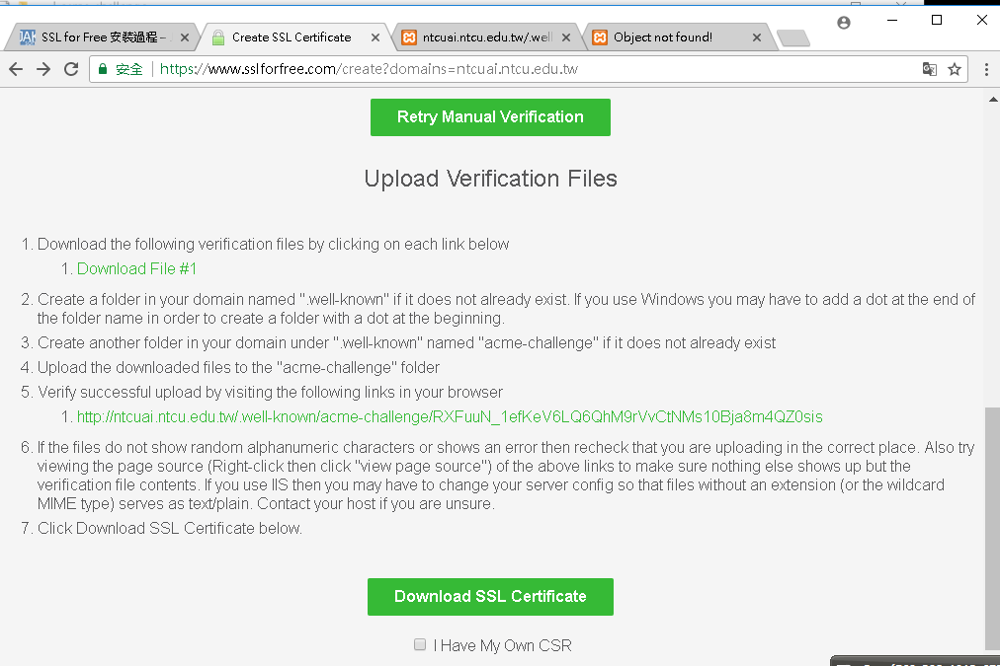 SSL for Free 安裝過程 –
Create SSL Certificate
ntcuai.ntcu.edu.tw/.well
Object not found!
安全
https://www.sslforfree.com/create?domains=ntcuai.ntcu.edu.tw
Retry Manual Verification
Upload Verification Files
1. Download the following verification files by clicking on each link below
1. Download File #1
2. Create a folder in your domain named ".well-known" if it does not already exist. If you use Windows you may have to add a dot at the end of
the folder name in order to create a folder with a dot at the beginning.
3. Create another folder in your domain under ".well-known" named "acme-challenge" if it does not already exist
4. Upload the downloaded files to the "acme-challenge" folder
5. Verify successful upload by visiting the following links in your browser
1. http://ntcuai.ntcu.edu.tw/.well-known/acme-challenge/RXFuuN_1efKeV6LQ6QhM9rVvCtNMs10Bja8m4QZ0sis
6. If the files do not show random alphanumeric characters or shows an error then recheck that you are uploading in the correct place. Also try
viewing the page source (Right-click then click "view page source") of the above links to make sure nothing else shows up but the
verification file contents. If you use IIS then you may have to change your server config so that files without an extension (or the wildcard
MIME type) serves as text/plain. Contact your host if you are unsure.
7. Click Download SSL Certificate below.
Download SSL Certificate
I Have My Own CSR